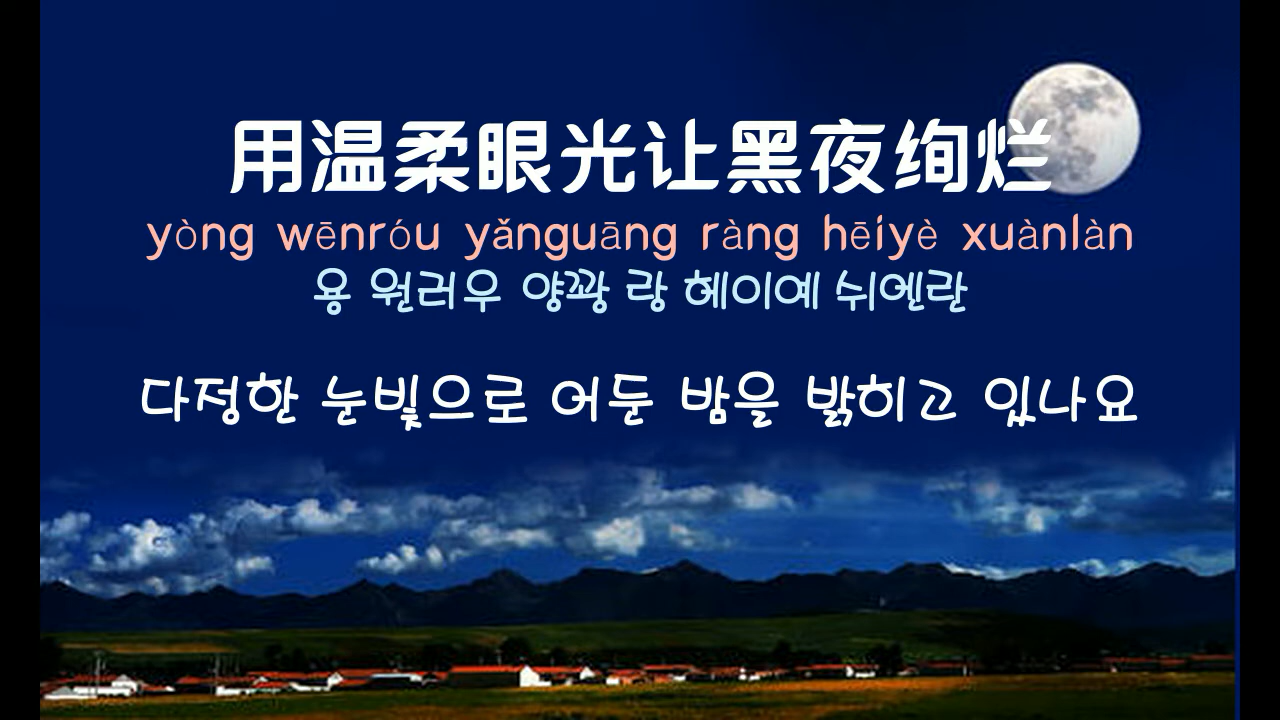 用温柔眼光让黑夜绚烂
yòng wēnróu yǎnguāng ràng hēiyè xuànlàn
용 원러우 양꽝 랑 헤이예 쉬엔란
다정한 눈빛으로 어둔 밤을 밝히고 있나요